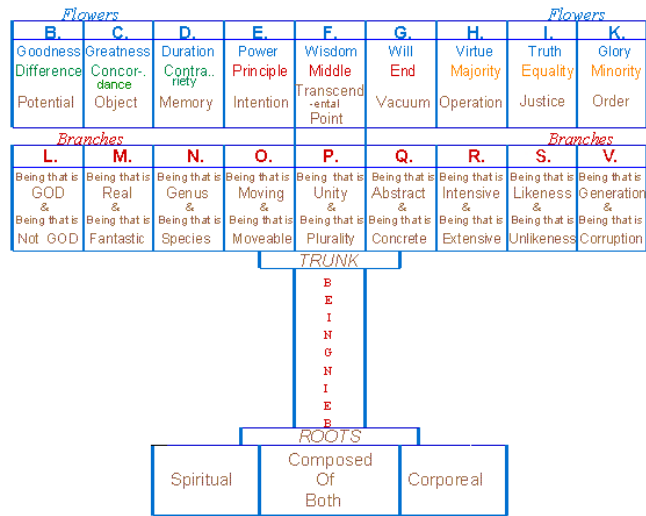 Flowers Flowers
B. C. D. E. F. G. H. I. K.
Goodness Greatness Duration Power Wisdom Will Virtue Truth Glory
Difference Concor-. dance Contra.. riety Principle Middle End Majority Equality Minority
Potential Object Memory Intention Transcend -ental Point Vacuum Operation Justice Order
Branches Branches
L. M. N. O. P. Q. R. S. V.
Being that is Being that is Being that is Being that is Being that is Being that is Being that is Being that is Being that is
GOD Real Genus Moving Unity Abstract Intensive Likeness Generation
& & & & & & & & &
Being that is Being that is Being that is Being that is Being that is Being that is Being that is Being that is Being that is
Not GOD Fantastic Species Moveable Plurality Concrete Extensive Unlikeness Corruption
TRUNK
B
E
I
N
G
N
I
E
B
ROOTS
Spiritual Composed Of Both Corporeal